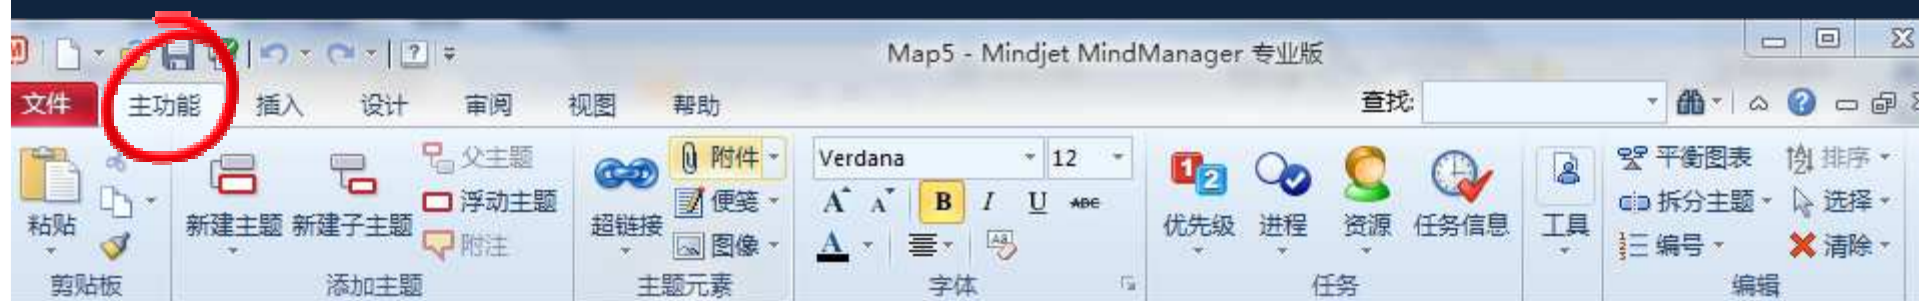 Map5 - Mindjet MindManager 专业版
文件 主功能 插入 设计 审阅 视图 帮助 查找:
粘贴
剪贴板
新建主题 新建子主题
父主题
浮动主题
附注
添加主题
超链接
附件
便笺
图像
主题元素
Verdana 12
A A B I U ABC
A
字体
优先级 进程 资源 任务信息
任务
工具
平衡图表 排序
拆分主题 选择
编号 清除
编辑